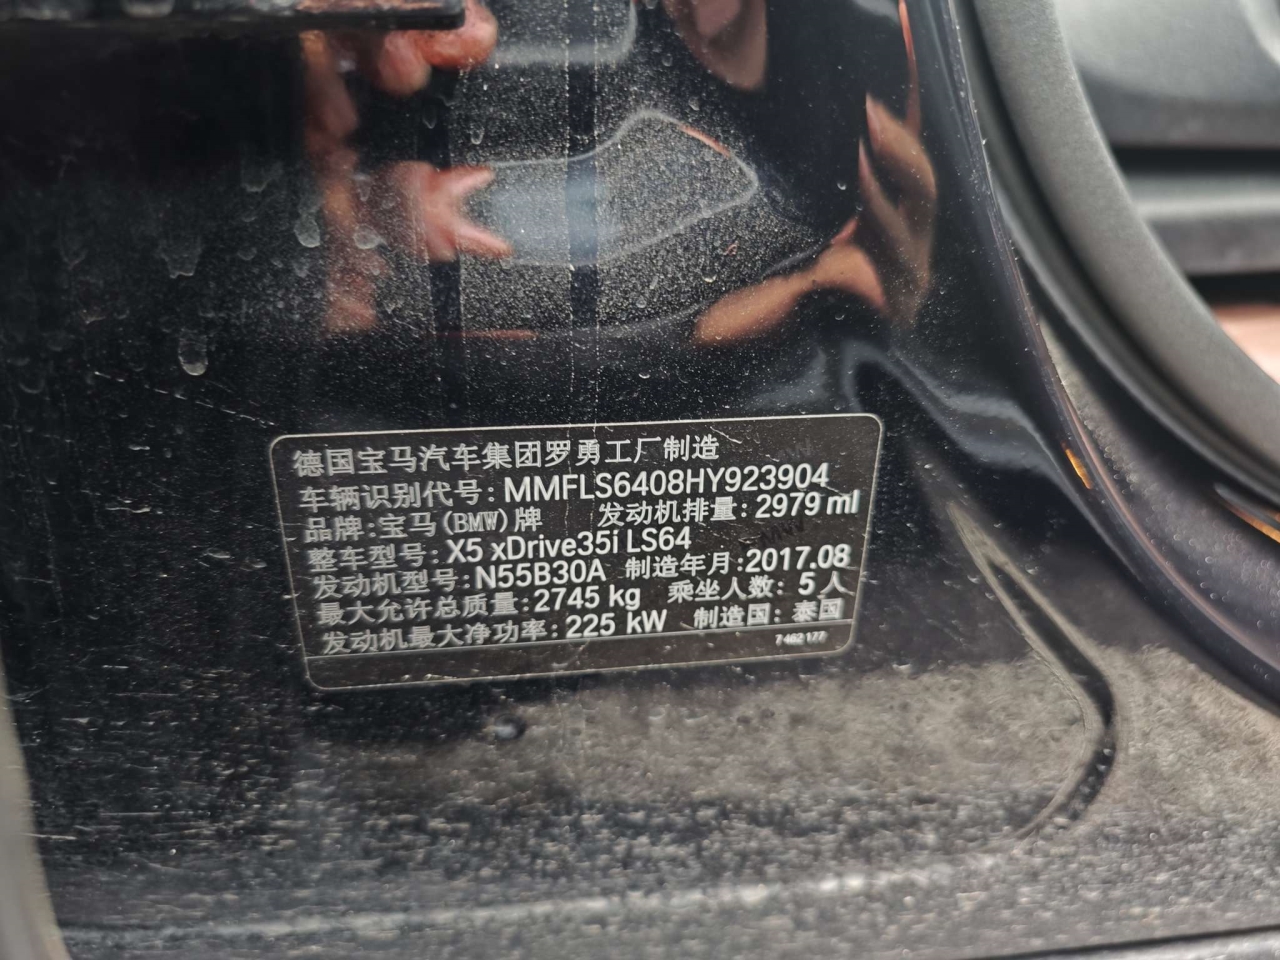 德国宝马汽车集团罗勇工厂制造
车辆识别代号: MMFLS6408HY923904
品牌: 宝马(BMW)牌 发动机排量: 2979 ml
整车型号: X5 xDrive35i LS64
发动机型号: N55B30A 制造年月: 2017.08
最大允许总质量: 2745 kg 乘坐人数: 5人
发动机最大净功率: 225 kW 制造国: 泰国
7462177